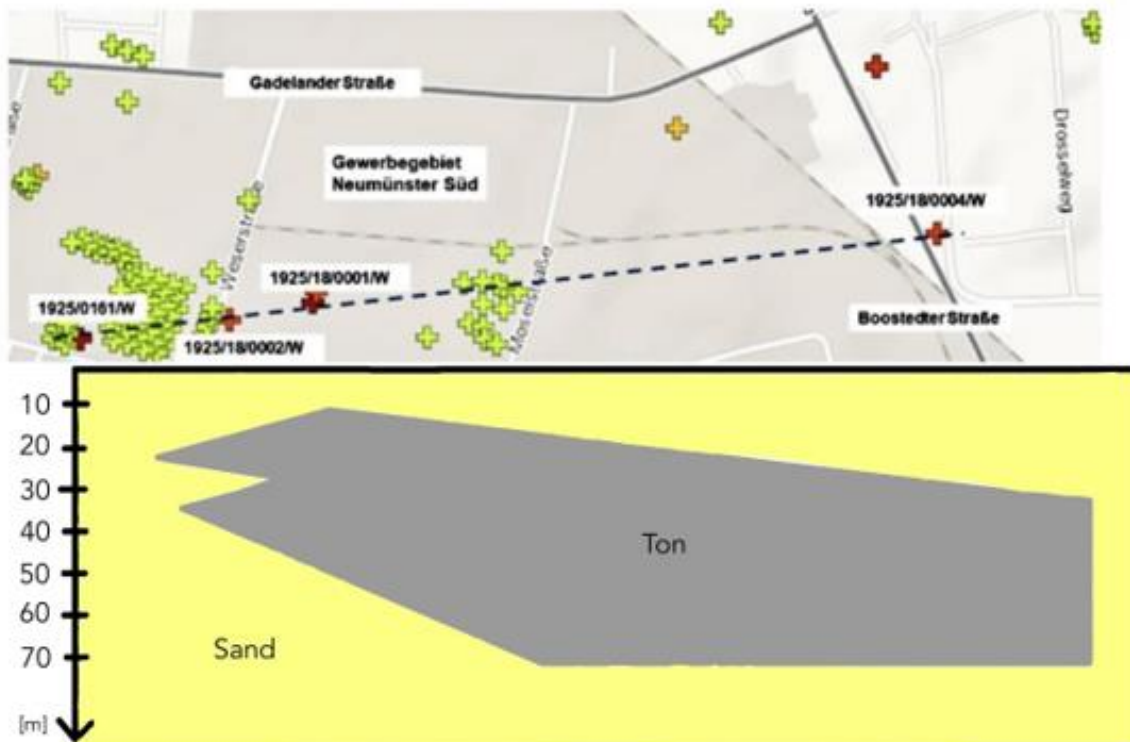 Gadelander Straße
Gewerbegebiet
Neumünster Süd
Weserstraße
Moselstraße
Drosselweg
1925/18/0004/W
1925/18/0001/W
1925/0161/W
1925/18/0002/W
Boostedter Straße
10
20
30
40
50
60
70
[m]
Ton
Sand